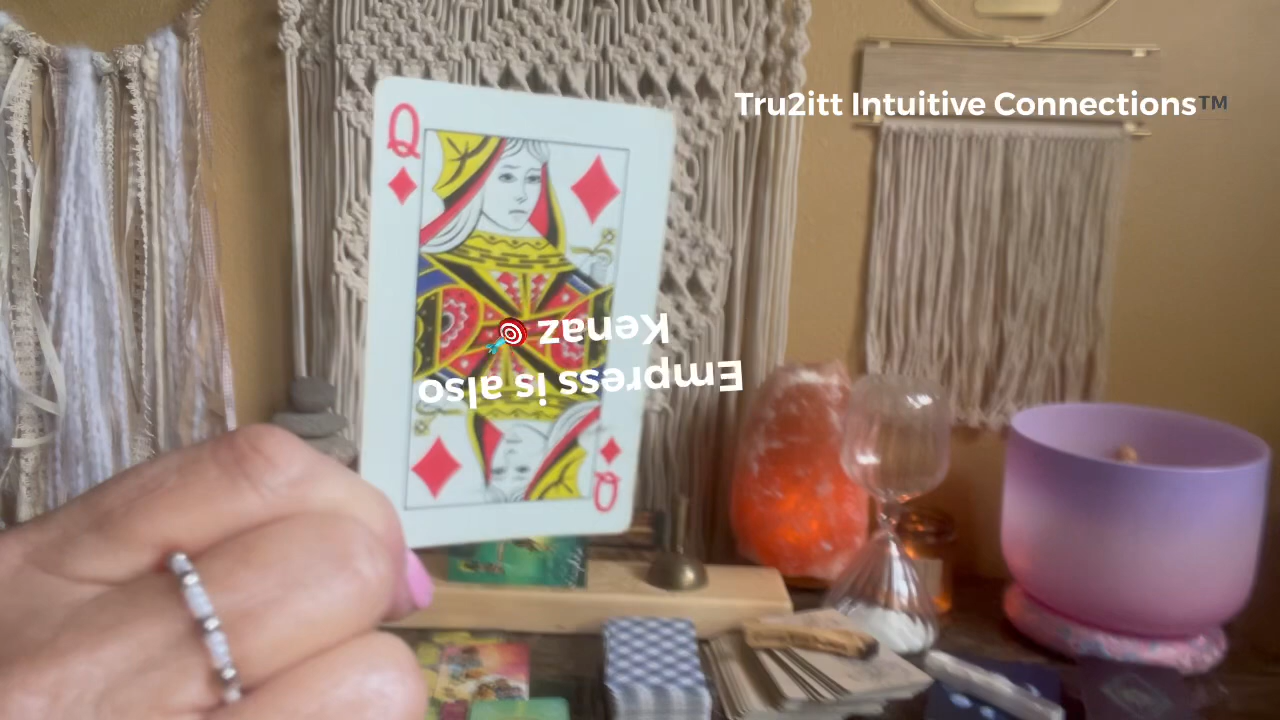 Tru2itt Intuitive Connections™
Q
Empress is also
Kenaz 🎯
Q